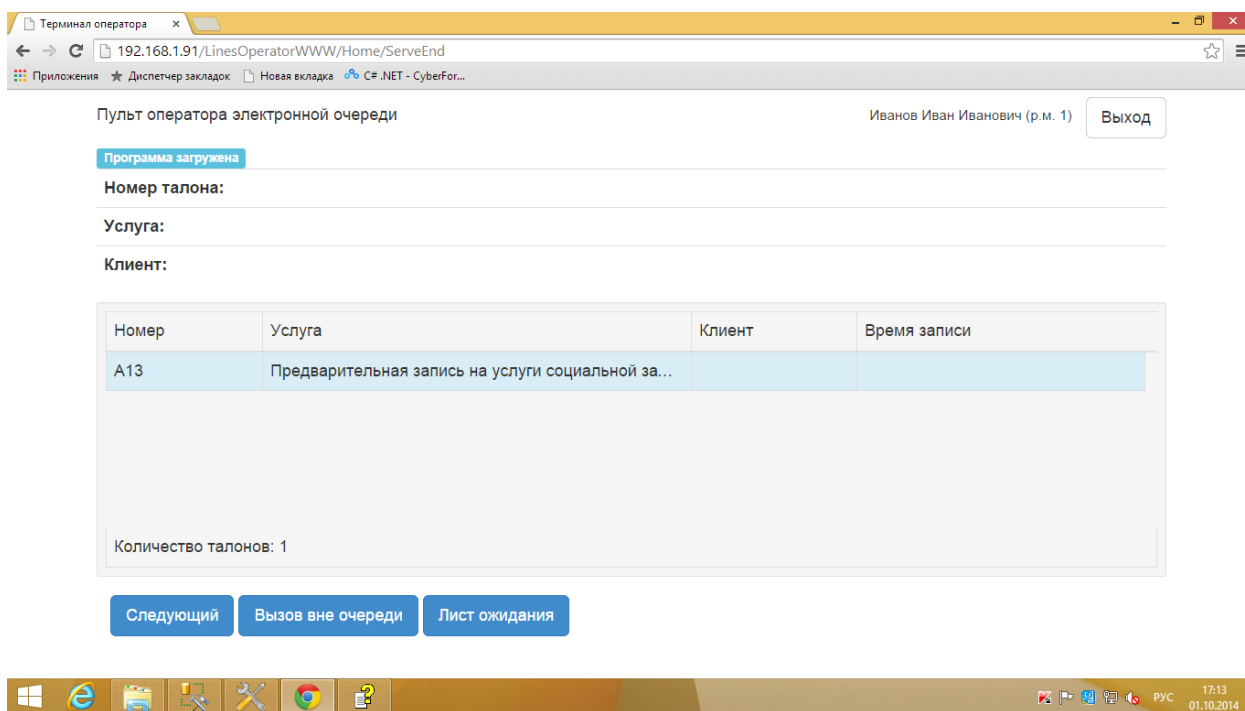 Терминал оператора
192.168.1.91/LinesOperatorWWW/Home/ServeEnd
Приложения Диспетчер закладок Новая вкладка C# .NET - CyberFor...
Пульт оператора электронной очереди Иванов Иван Иванович (р.м. 1) Выход
Программа загружена
Номер талона:
Услуга:
Клиент:
Номер Услуга Клиент Время записи
А13 Предварительная запись на услуги социальной за...
Количество талонов: 1
Следующий Вызов вне очереди Лист ожидания
РУС 17:13
01.10.2014